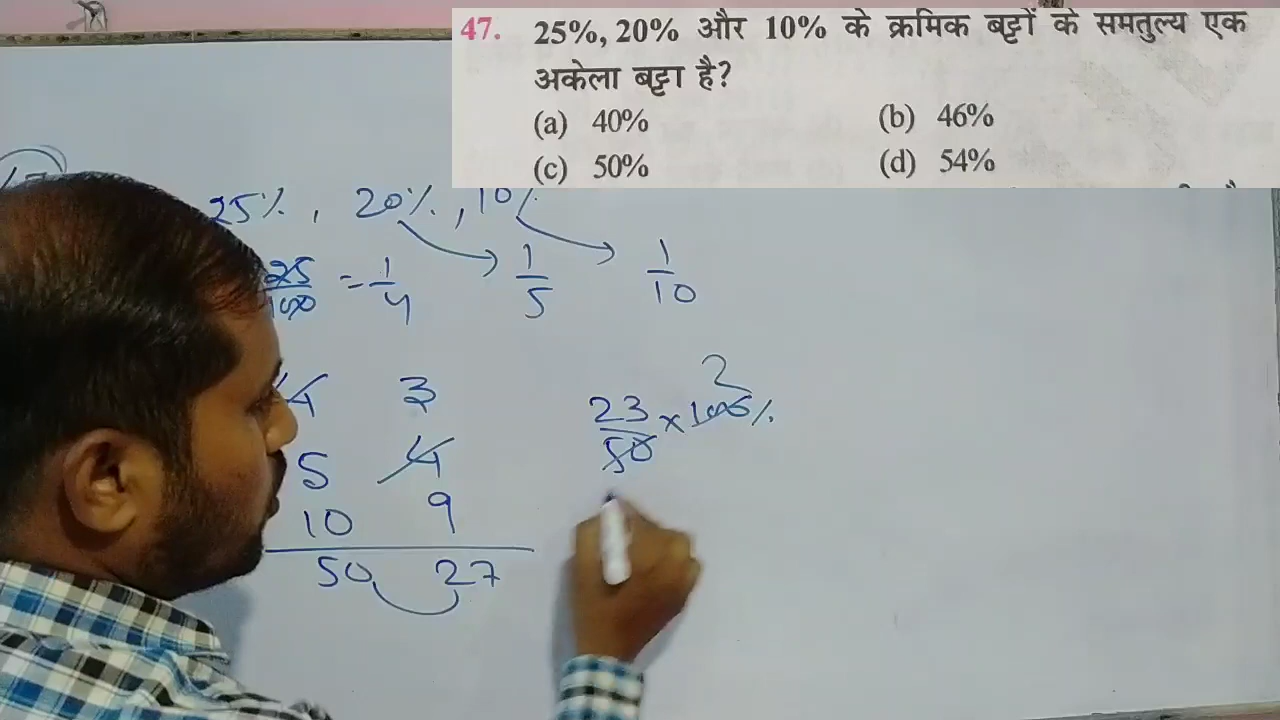 47. 25%, 20% और 10% के क्रमिक बट्टों के समतुल्य एक
अकेला बट्टा है?
(a) 40% (b) 46%
(c) 50% (d) 54%
25%, 20%, 10%
25/100 = 1/4 1/5 1/10
4 3
5 4
10 9
50 27
23/50 × 100%
2